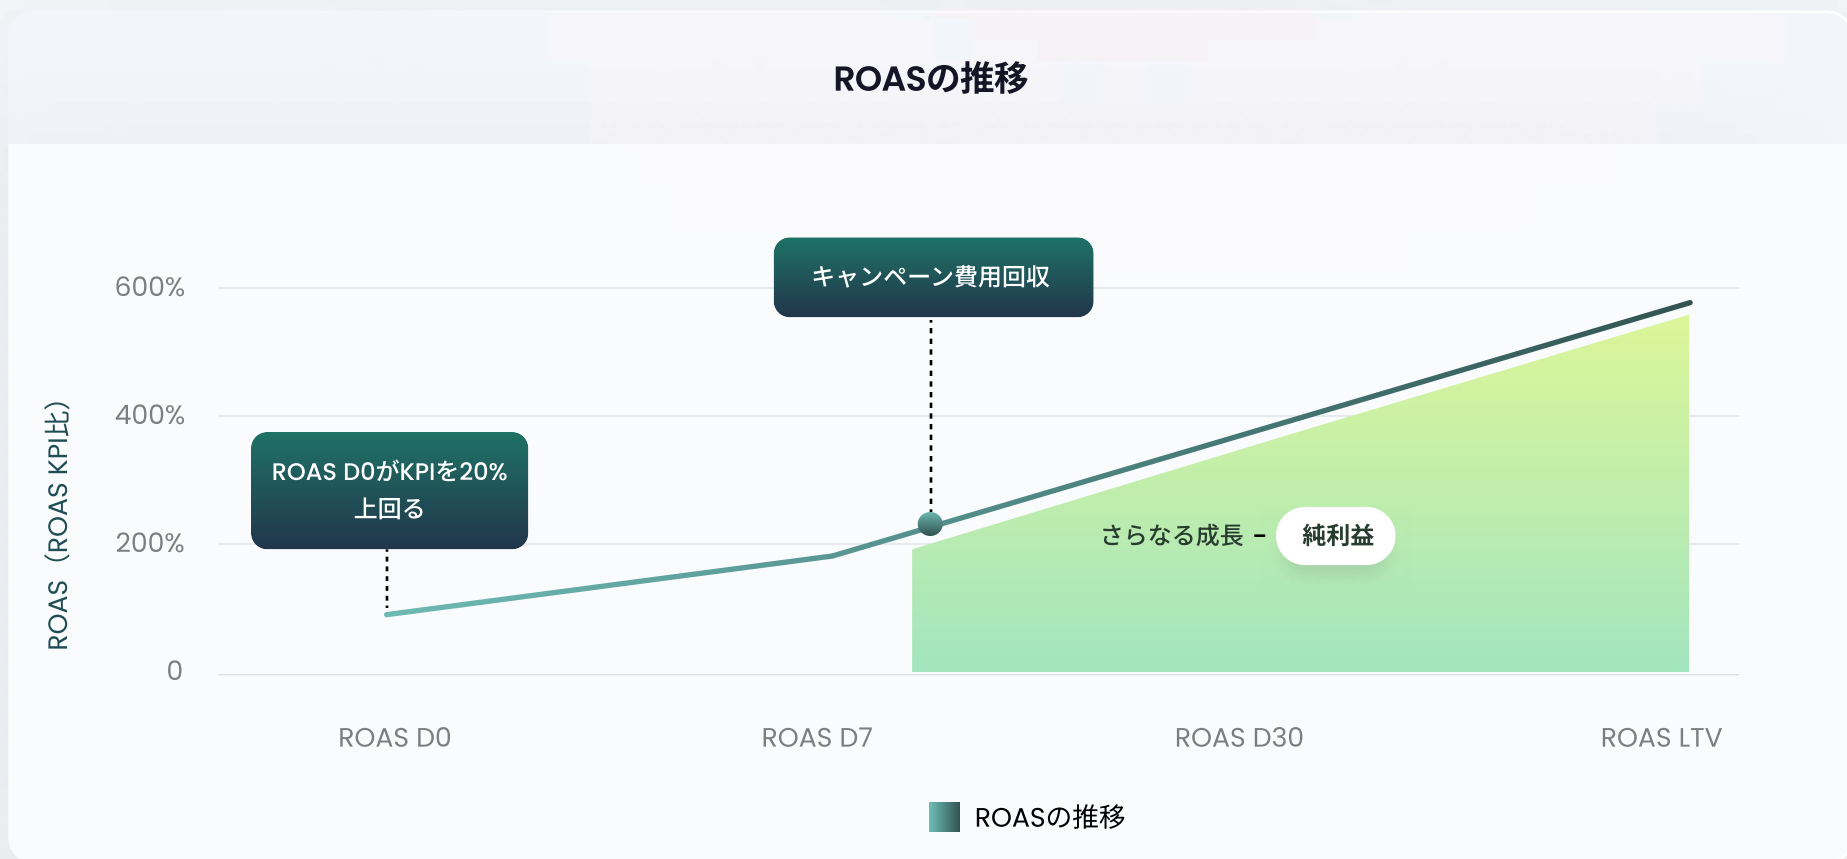 ROASの推移
キャンペーン費用回収
600%
400%
ROAS D0がKPIを20%
上回る
200%
さらなる成長 – 純利益
0
ROAS（ROAS KPI比）
ROAS D0
ROAS D7
ROAS D30
ROAS LTV
ROASの推移